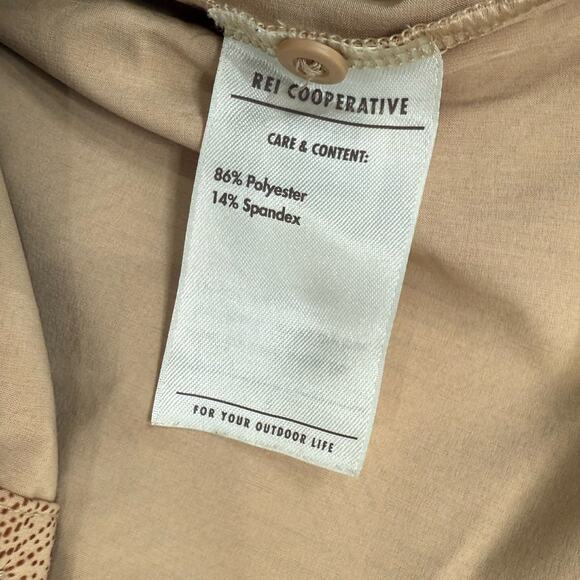 REI COOPERATIVE
CARE & CONTENT:
86% Polyester
14% Spandex
FOR YOUR OUTDOOR LIFE